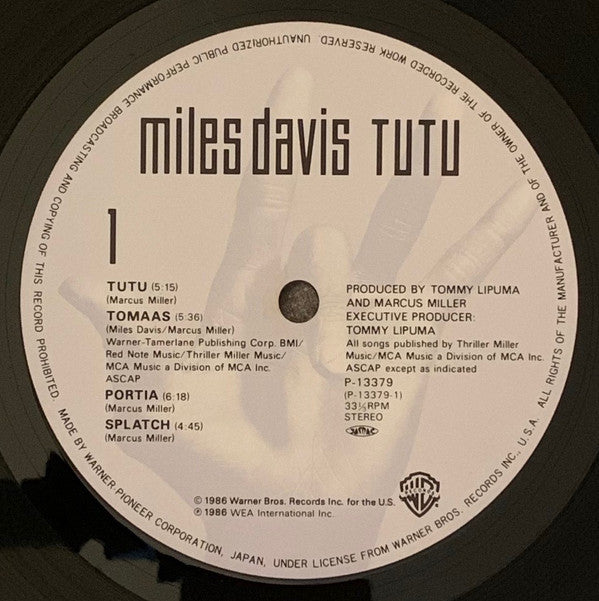 miles davis TUTU
1
TUTU (5:15)
(Marcus Miller)
TOMAAS (5:36)
(Miles Davis/Marcus Miller)
Warner-Tamerlane Publishing Corp. BMI/
Red Note Music/Thriller Miller Music/
MCA Music a Division of MCA Inc.
ASCAP
PORTIA (6:18)
(Marcus Miller)
SPLATCH (4:45)
(Marcus Miller)
PRODUCED BY TOMMY LIPUMA
AND MARCUS MILLER
EXECUTIVE PRODUCER:
TOMMY LIPUMA
All songs published by Thriller Miller
Music/MCA Music a Division of MCA Inc.
ASCAP except as indicated
P-13379
(P-13379-1)
33⅓RPM
STEREO
JASRAC
© 1986 Warner Bros. Records Inc. for the U.S.
℗ 1986 WEA International Inc.
MADE BY WARNER-PIONEER CORPORATION, JAPAN, UNDER LICENSE FROM WARNER BROS. RECORDS INC., U.S.A. ALL RIGHTS OF THE MANUFACTURER AND OF THE OWNER OF THE RECORDED WORK RESERVED. UNAUTHORIZED PUBLIC PERFORMANCE BROADCASTING AND COPYING OF THIS RECORD PROHIBITED.